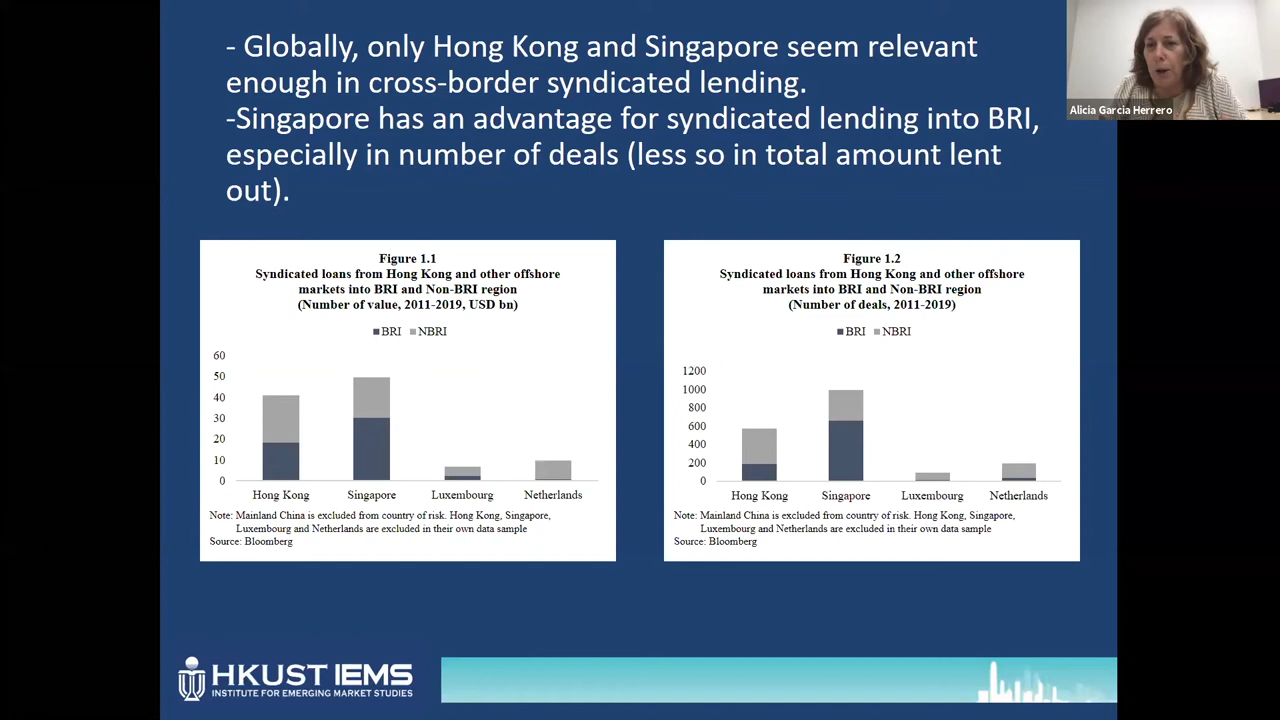 - Globally, only Hong Kong and Singapore seem relevant
enough in cross-border syndicated lending.
-Singapore has an advantage for syndicated lending into BRI,
especially in number of deals (less so in total amount lent
out).
Alicia Garcia Herrero
Figure 1.1
Syndicated loans from Hong Kong and other offshore
markets into BRI and Non-BRI region
(Number of value, 2011-2019, USD bn)
BRI NBRI
60
50
40
30
20
10
0
Hong Kong Singapore Luxembourg Netherlands
Note: Mainland China is excluded from country of risk. Hong Kong, Singapore,
Luxembourg and Netherlands are excluded in their own data sample
Source: Bloomberg
Figure 1.2
Syndicated loans from Hong Kong and other offshore
markets into BRI and Non-BRI region
(Number of deals, 2011-2019)
BRI NBRI
1200
1000
800
600
400
200
0
Hong Kong Singapore Luxembourg Netherlands
Note: Mainland China is excluded from country of risk. Hong Kong, Singapore,
Luxembourg and Netherlands are excluded in their own data sample
Source: Bloomberg
HKUST IEMS
INSTITUTE FOR EMERGING MARKET STUDIES